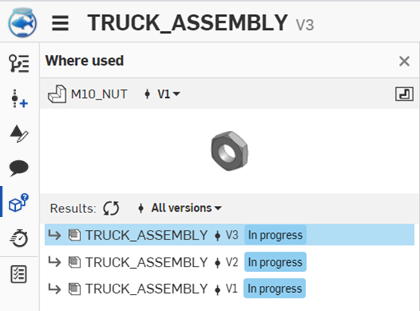 TRUCK_ASSEMBLY V3
Where used
M10_NUT V1
Results: All versions
TRUCK_ASSEMBLY V3 In progress
TRUCK_ASSEMBLY V2 In progress
TRUCK_ASSEMBLY V1 In progress